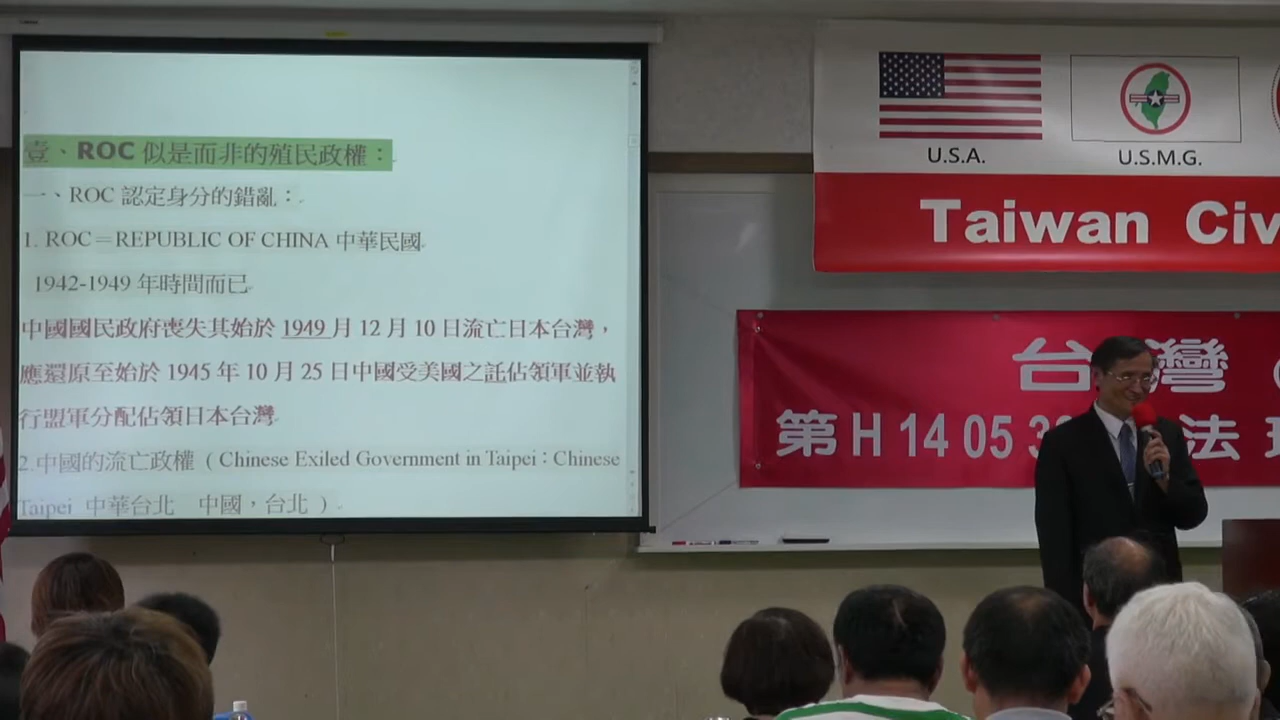 壹、ROC 似是而非的殖民政權：
一、ROC 認定身分的錯亂：
1. ROC＝REPUBLIC OF CHINA 中華民國
1942-1949 年時間而已
中國國民政府喪失其始於 1949 月 12 月 10 日流亡日本台灣，
應還原至始於 1945 年 10 月 25 日中國受美國之託佔領軍並執
行盟軍分配佔領日本台灣
2.中國的流亡政權（Chinese Exiled Government in Taipei：Chinese
Taipei 中華台北 中國，台北 ）
U.S.A.
U.S.M.G.
Taiwan Civ
台灣
第H 14 05 3
法